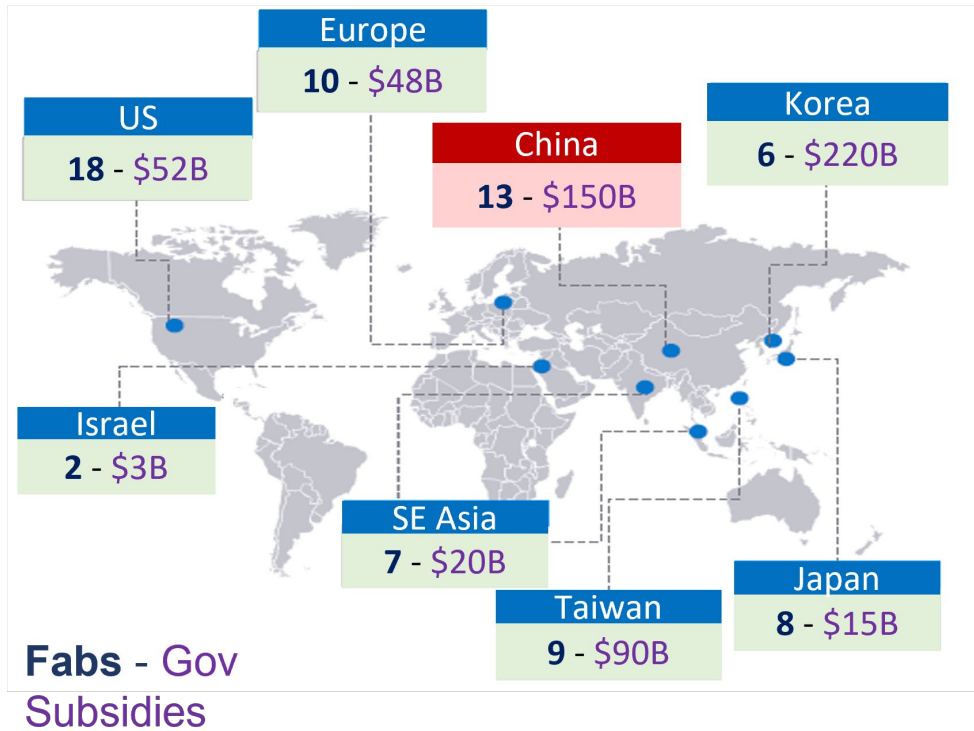 Europe
10 - $48B
US
18 - $52B
Korea
6 - $220B
China
13 - $150B
Israel
2 - $3B
SE Asia
7 - $20B
Japan
8 - $15B
Taiwan
9 - $90B
Fabs - Gov
Subsidies